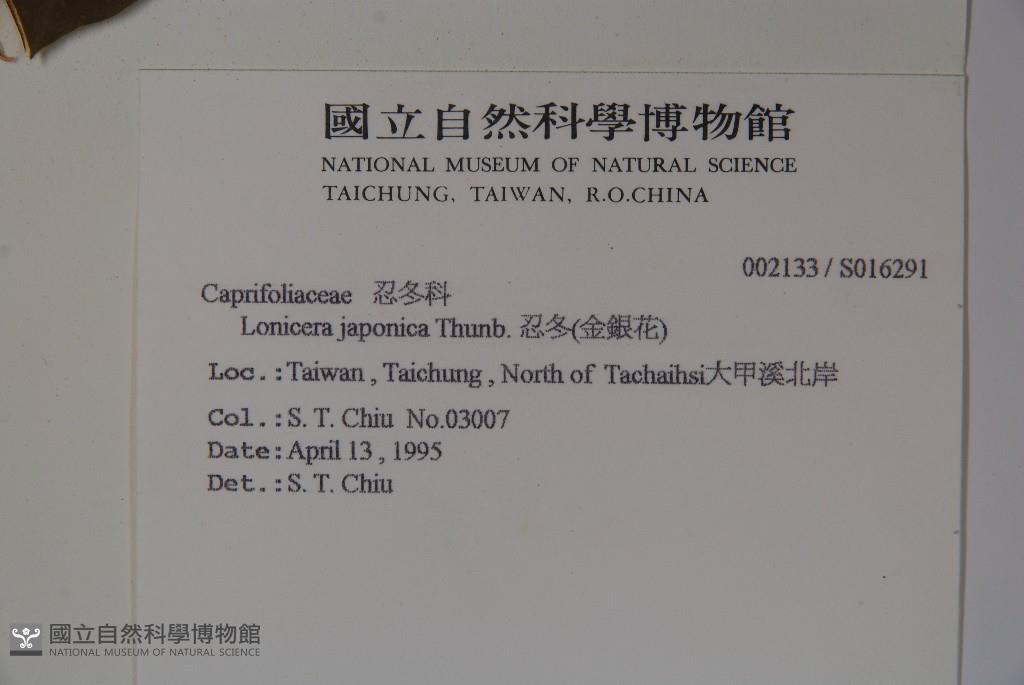 國立自然科學博物館
NATIONAL MUSEUM OF NATURAL SCIENCE
TAICHUNG, TAIWAN, R.O.CHINA
002133 / S016291
Caprifoliaceae 忍冬科
Lonicera japonica Thunb. 忍冬(金銀花)
Loc.:Taiwan , Taichung , North of Tachaihsi大甲溪北岸
Col.:S. T. Chiu No.03007
Date:April 13 , 1995
Det.:S. T. Chiu
國立自然科學博物館
NATIONAL MUSEUM OF NATURAL SCIENCE